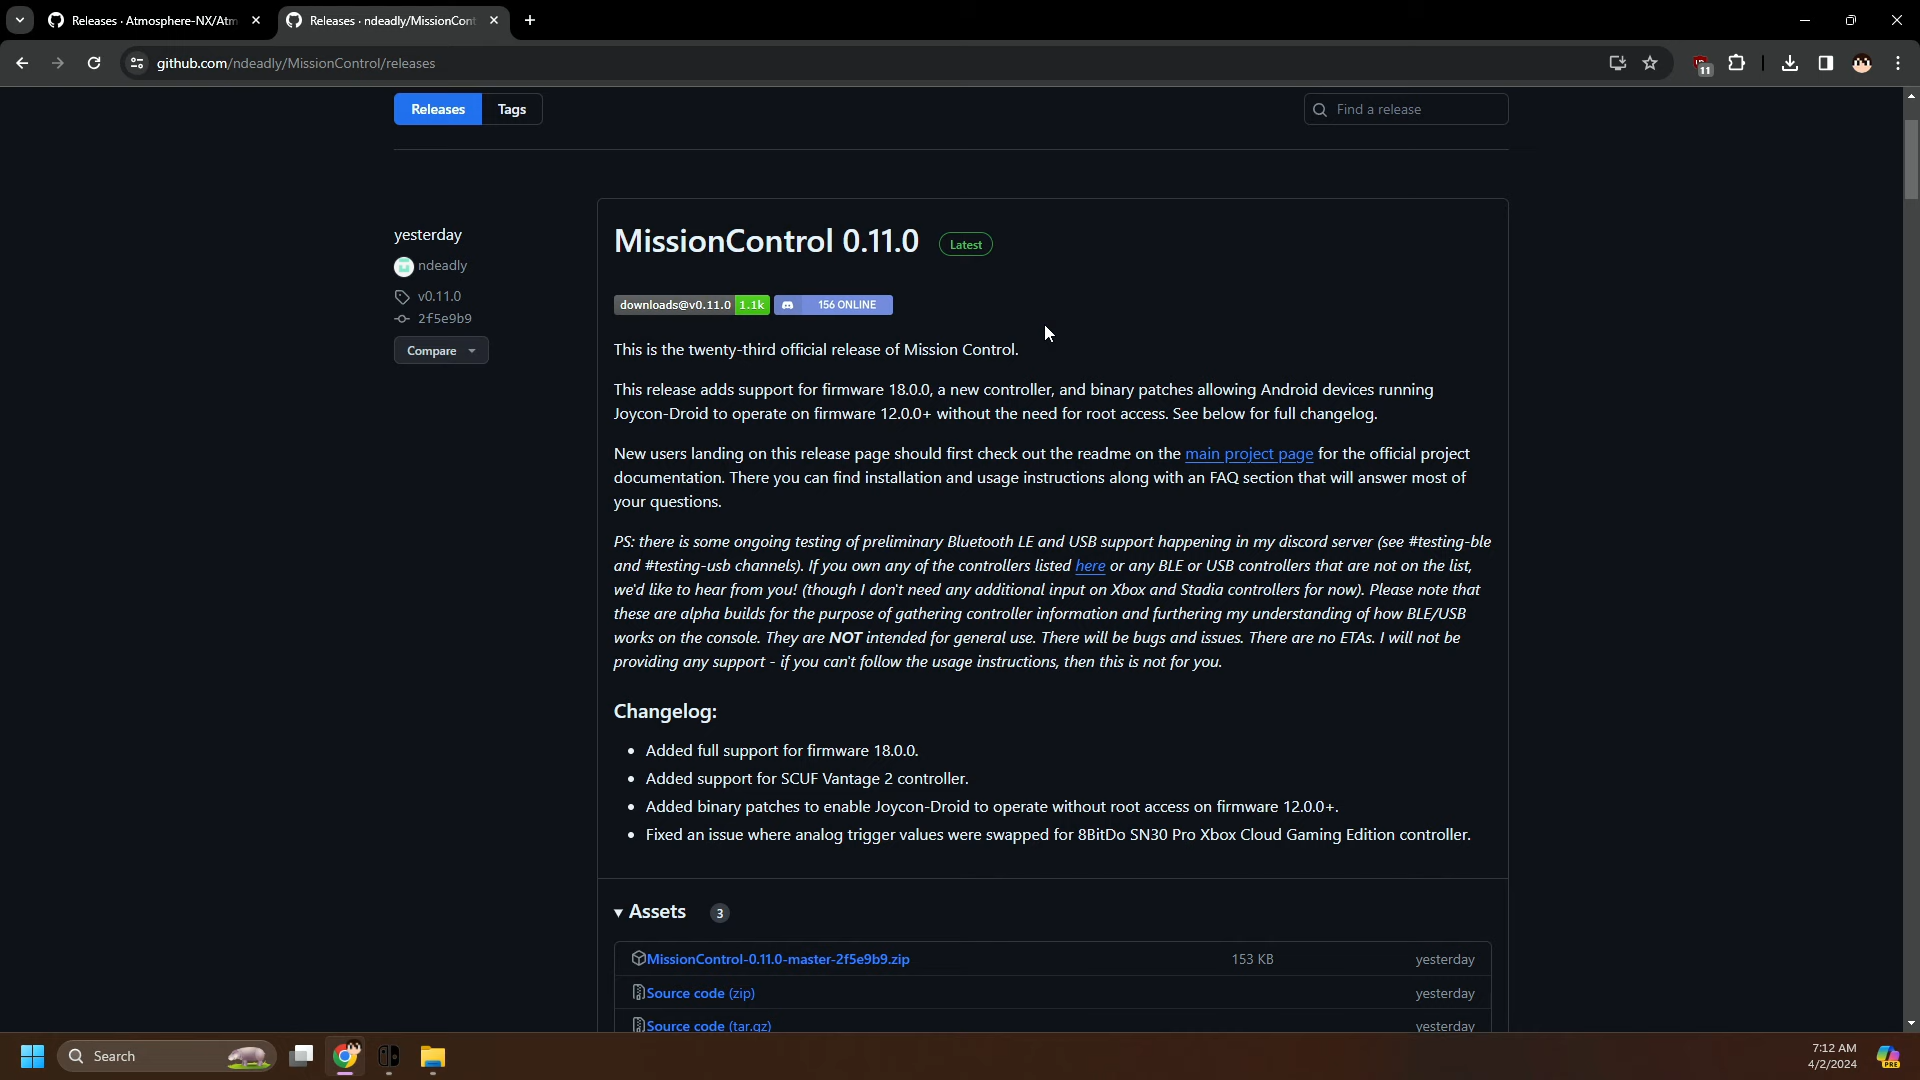 Releases · Atmosphere-NX/Atm
Releases · ndeadly/MissionCont
github.com/ndeadly/MissionControl/releases
11
Releases
Tags
Find a release
yesterday
ndeadly
v0.11.0
2f5e9b9
Compare
MissionControl 0.11.0
Latest
downloads@v0.11.0 1.1k
156 ONLINE
This is the twenty-third official release of Mission Control.
This release adds support for firmware 18.0.0, a new controller, and binary patches allowing Android devices running
Joycon-Droid to operate on firmware 12.0.0+ without the need for root access. See below for full changelog.
New users landing on this release page should first check out the readme on the main project page for the official project
documentation. There you can find installation and usage instructions along with an FAQ section that will answer most of
your questions.
PS: there is some ongoing testing of preliminary Bluetooth LE and USB support happening in my discord server (see #testing-ble
and #testing-usb channels). If you own any of the controllers listed here or any BLE or USB controllers that are not on the list,
we'd like to hear from you! (though I don't need any additional input on Xbox and Stadia controllers for now). Please note that
these are alpha builds for the purpose of gathering controller information and furthering my understanding of how BLE/USB
works on the console. They are NOT intended for general use. There will be bugs and issues. There are no ETAs. I will not be
providing any support - if you can't follow the usage instructions, then this is not for you.
Changelog:
• Added full support for firmware 18.0.0.
• Added support for SCUF Vantage 2 controller.
• Added binary patches to enable Joycon-Droid to operate without root access on firmware 12.0.0+.
• Fixed an issue where analog trigger values were swapped for 8BitDo SN30 Pro Xbox Cloud Gaming Edition controller.
Assets 3
MissionControl-0.11.0-master-2f5e9b9.zip 153 KB yesterday
Source code (zip) yesterday
Source code (tar.gz) yesterday
Search
7:12 AM
4/2/2024
PRE